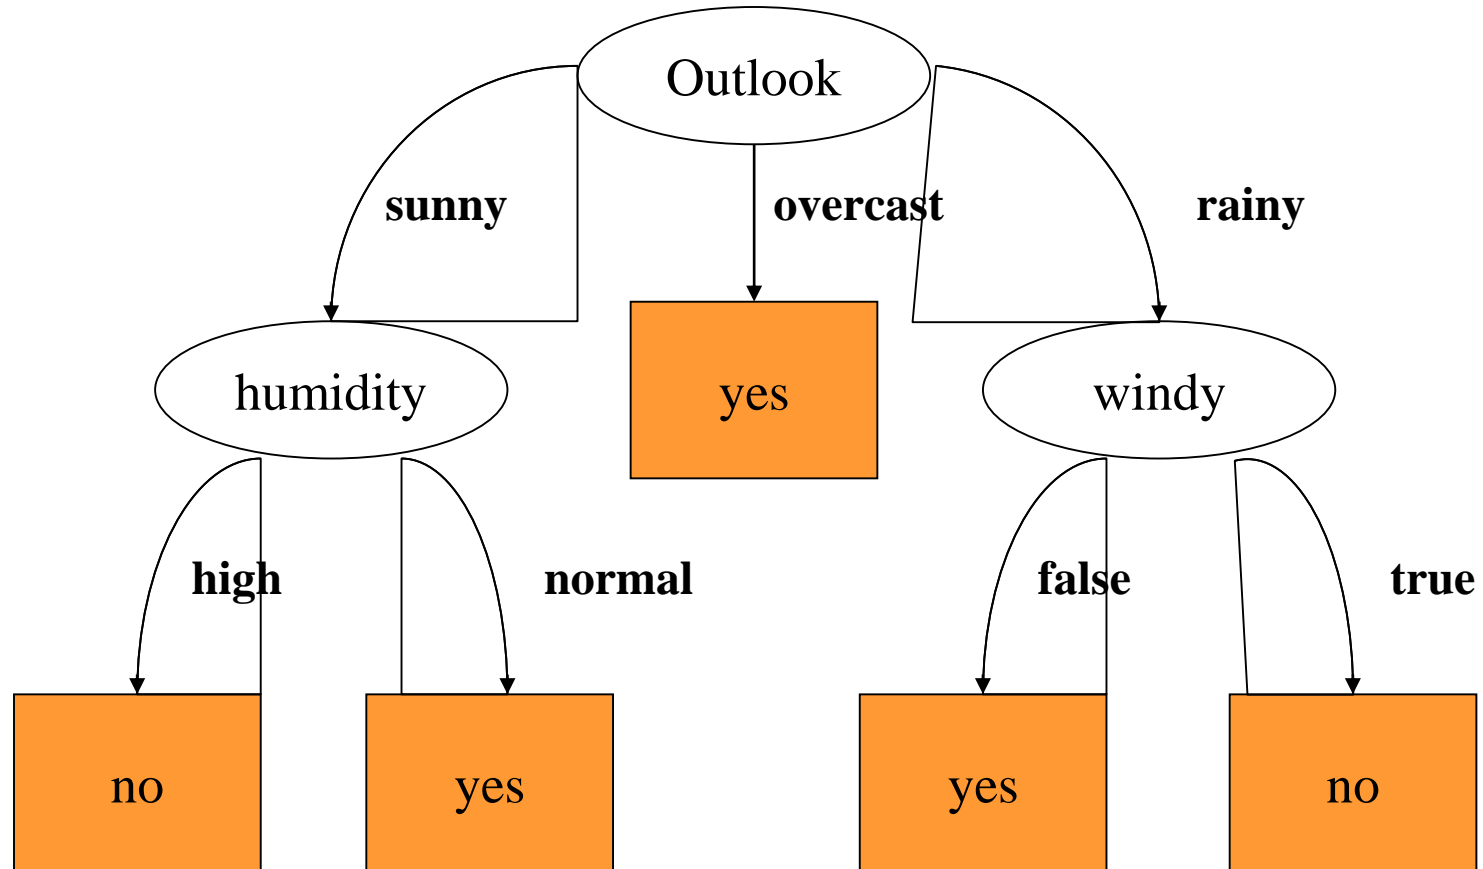 Outlook
sunny
overcast
rainy
humidity
yes
windy
high
normal
false
true
no
yes
yes
no